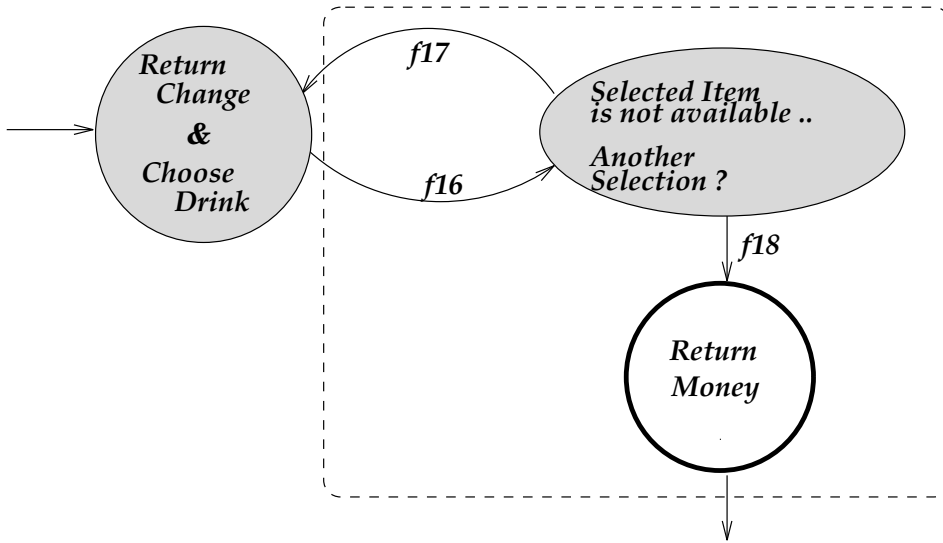 Return
Change
&
Choose
Drink
f17
f16
Selected Item
is not available ..
Another
Selection ?
f18
Return
Money